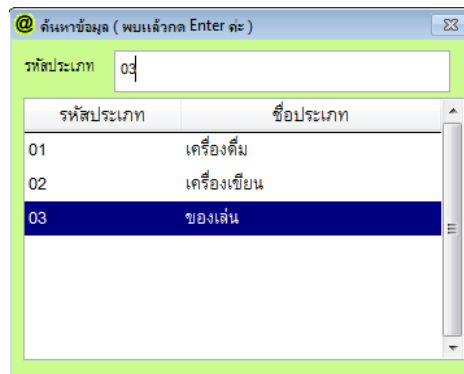 @ ค้นหาข้อมูล ( พบแล้วกด Enter ค่ะ )
รหัสประเภท 03
รหัสประเภท ชื่อประเภท
01 เครื่องดื่ม
02 เครื่องเขียน
03 ของเล่น